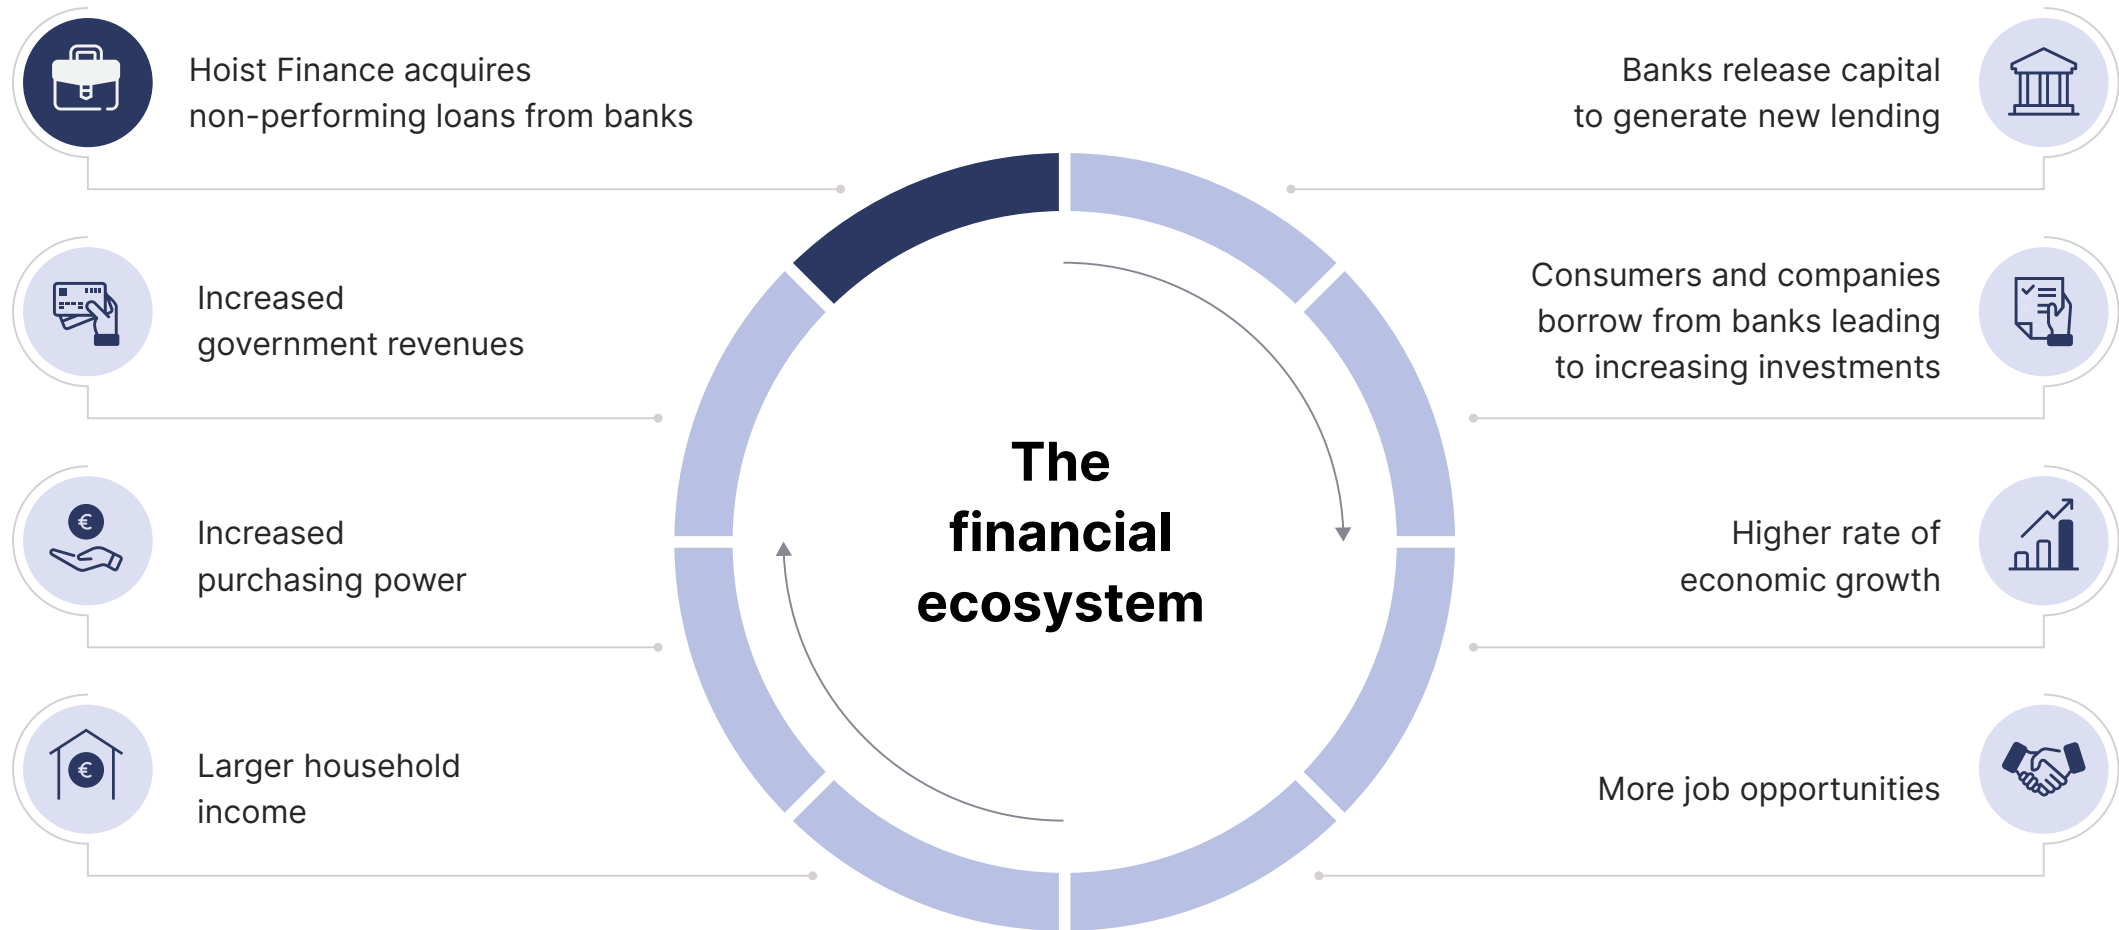 Hoist Finance acquires
non-performing loans from banks
Increased
government revenues
€
Increased
purchasing power
€
Larger household
income
The
financial
ecosystem
Banks release capital
to generate new lending
Consumers and companies
borrow from banks leading
to increasing investments
Higher rate of
economic growth
More job opportunities